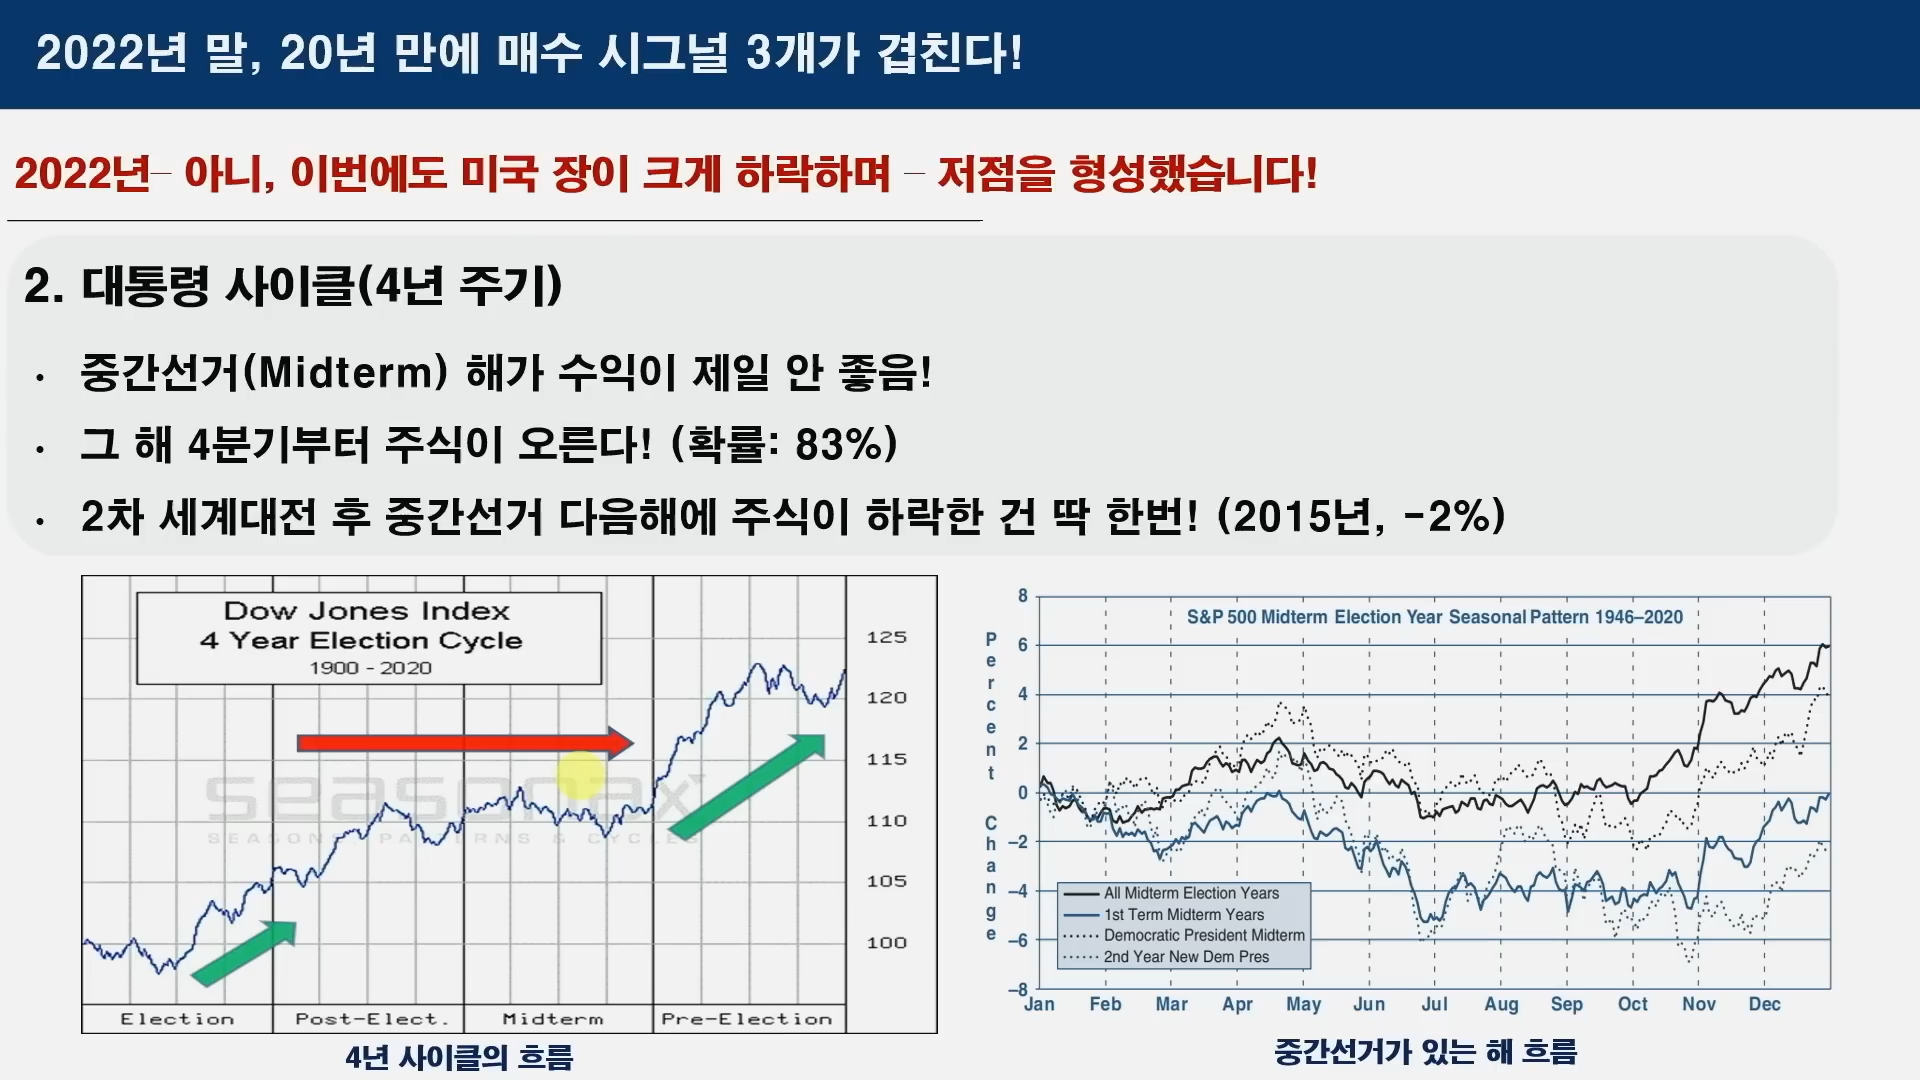 2022년 말, 20년 만에 매수 시그널 3개가 겹친다!
2022년– 아니, 이번에도 미국 장이 크게 하락하며 – 저점을 형성했습니다!
2. 대통령 사이클(4년 주기)
• 중간선거(Midterm) 해가 수익이 제일 안 좋음!
• 그 해 4분기부터 주식이 오른다! (확률: 83%)
• 2차 세계대전 후 중간선거 다음해에 주식이 하락한 건 딱 한번! (2015년, -2%)
Dow Jones Index
4 Year Election Cycle
1900 - 2020
125
120
115
110
105
100
seasonax
SEASONS, PATTERNS & CYCLES
Election Post-Elect. Midterm Pre-Election
4년 사이클의 흐름
S&P 500 Midterm Election Year Seasonal Pattern 1946–2020
Percent Change
8
6
4
2
0
–2
–4
–6
–8
All Midterm Election Years
1st Term Midterm Years
Democratic President Midterm
2nd Year New Dem Pres
Jan Feb Mar Apr May Jun Jul Aug Sep Oct Nov Dec
중간선거가 있는 해 흐름